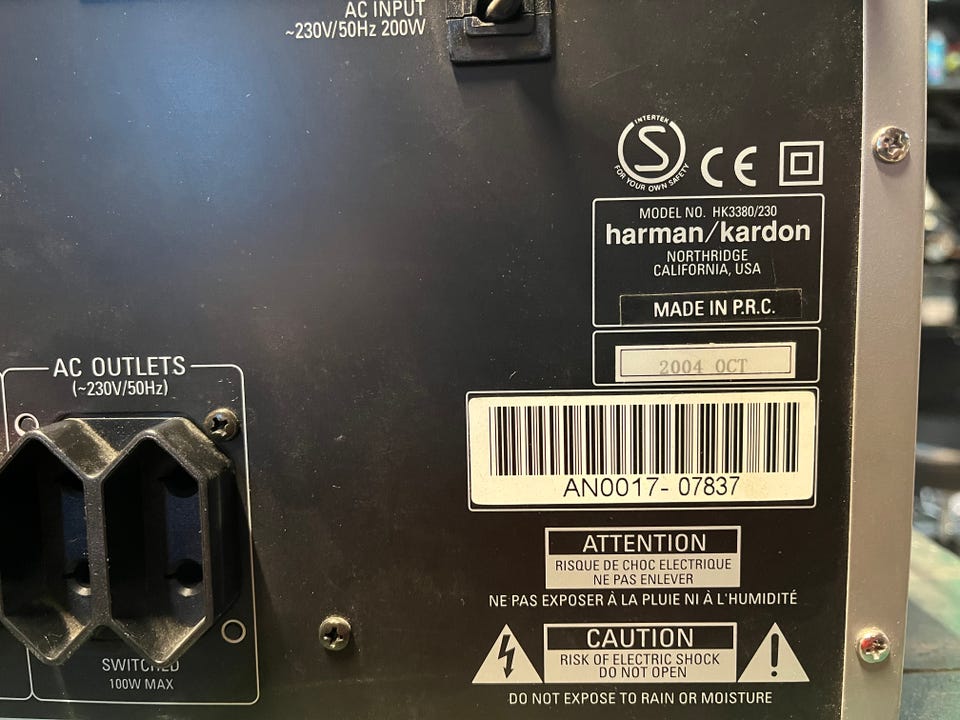 AC INPUT
~230V/50Hz 200W
INTERTEK
S
FOR YOUR OWN SAFETY
CE
MODEL NO. HK3380/230
harman/kardon
NORTHRIDGE
CALIFORNIA, USA
MADE IN P.R.C.
2004 OCT
AN0017- 07837
AC OUTLETS
(~230V/50Hz)
SWITCHED
100W MAX
ATTENTION
RISQUE DE CHOC ELECTRIQUE
NE PAS ENLEVER
NE PAS EXPOSER À LA PLUIE NI À L'HUMIDITÉ
CAUTION
RISK OF ELECTRIC SHOCK
DO NOT OPEN
DO NOT EXPOSE TO RAIN OR MOISTURE